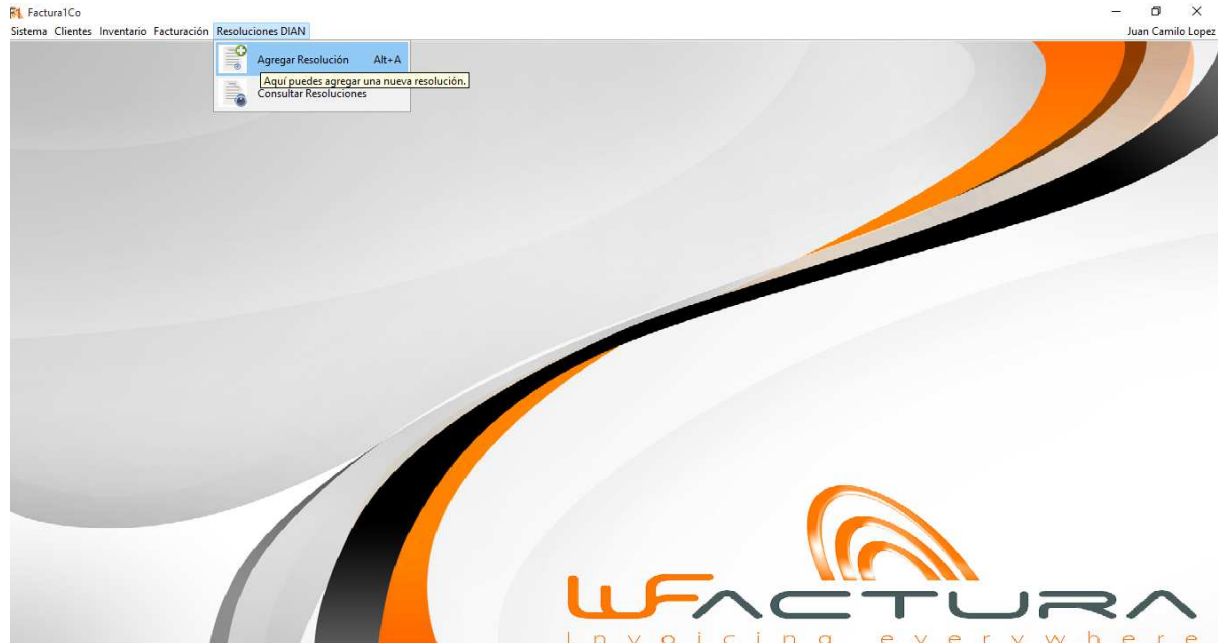 Factura1Co
Sistema Clientes Inventario Facturación Resoluciones DIAN Juan Camilo Lopez
Agregar Resolución Alt+A
Aquí puedes agregar una nueva resolución.
Consultar Resoluciones
WFACTURA
Invoicing everywhere